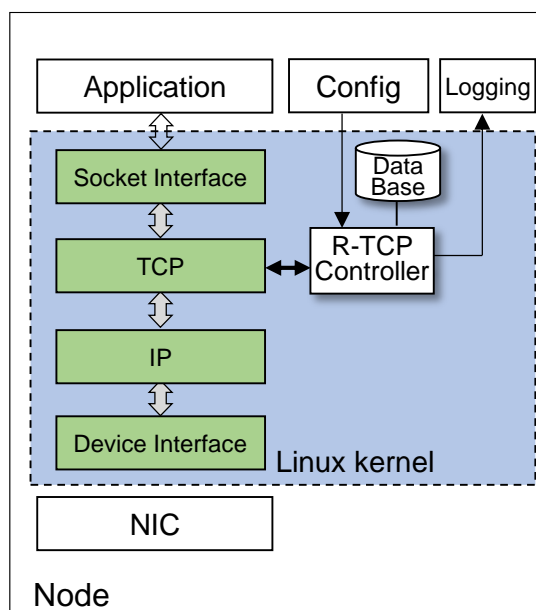 Application
Config
Logging
Socket Interface
Data
Base
TCP
R-TCP
Controller
IP
Device Interface
Linux kernel
NIC
Node